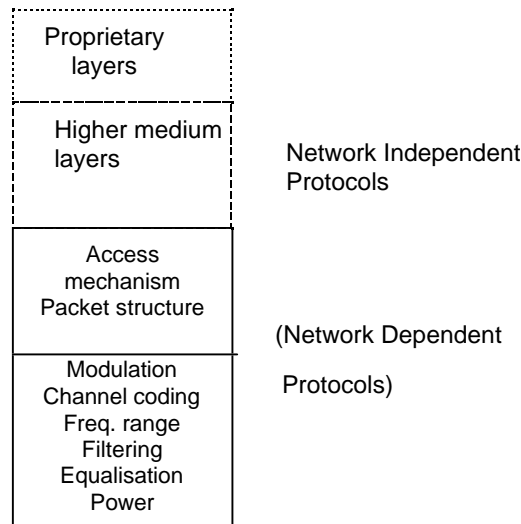 Proprietary
layers
Higher medium
layers
Network Independent
Protocols
Access
mechanism
Packet structure
(Network Dependent
Protocols)
Modulation
Channel coding
Freq. range
Filtering
Equalisation
Power